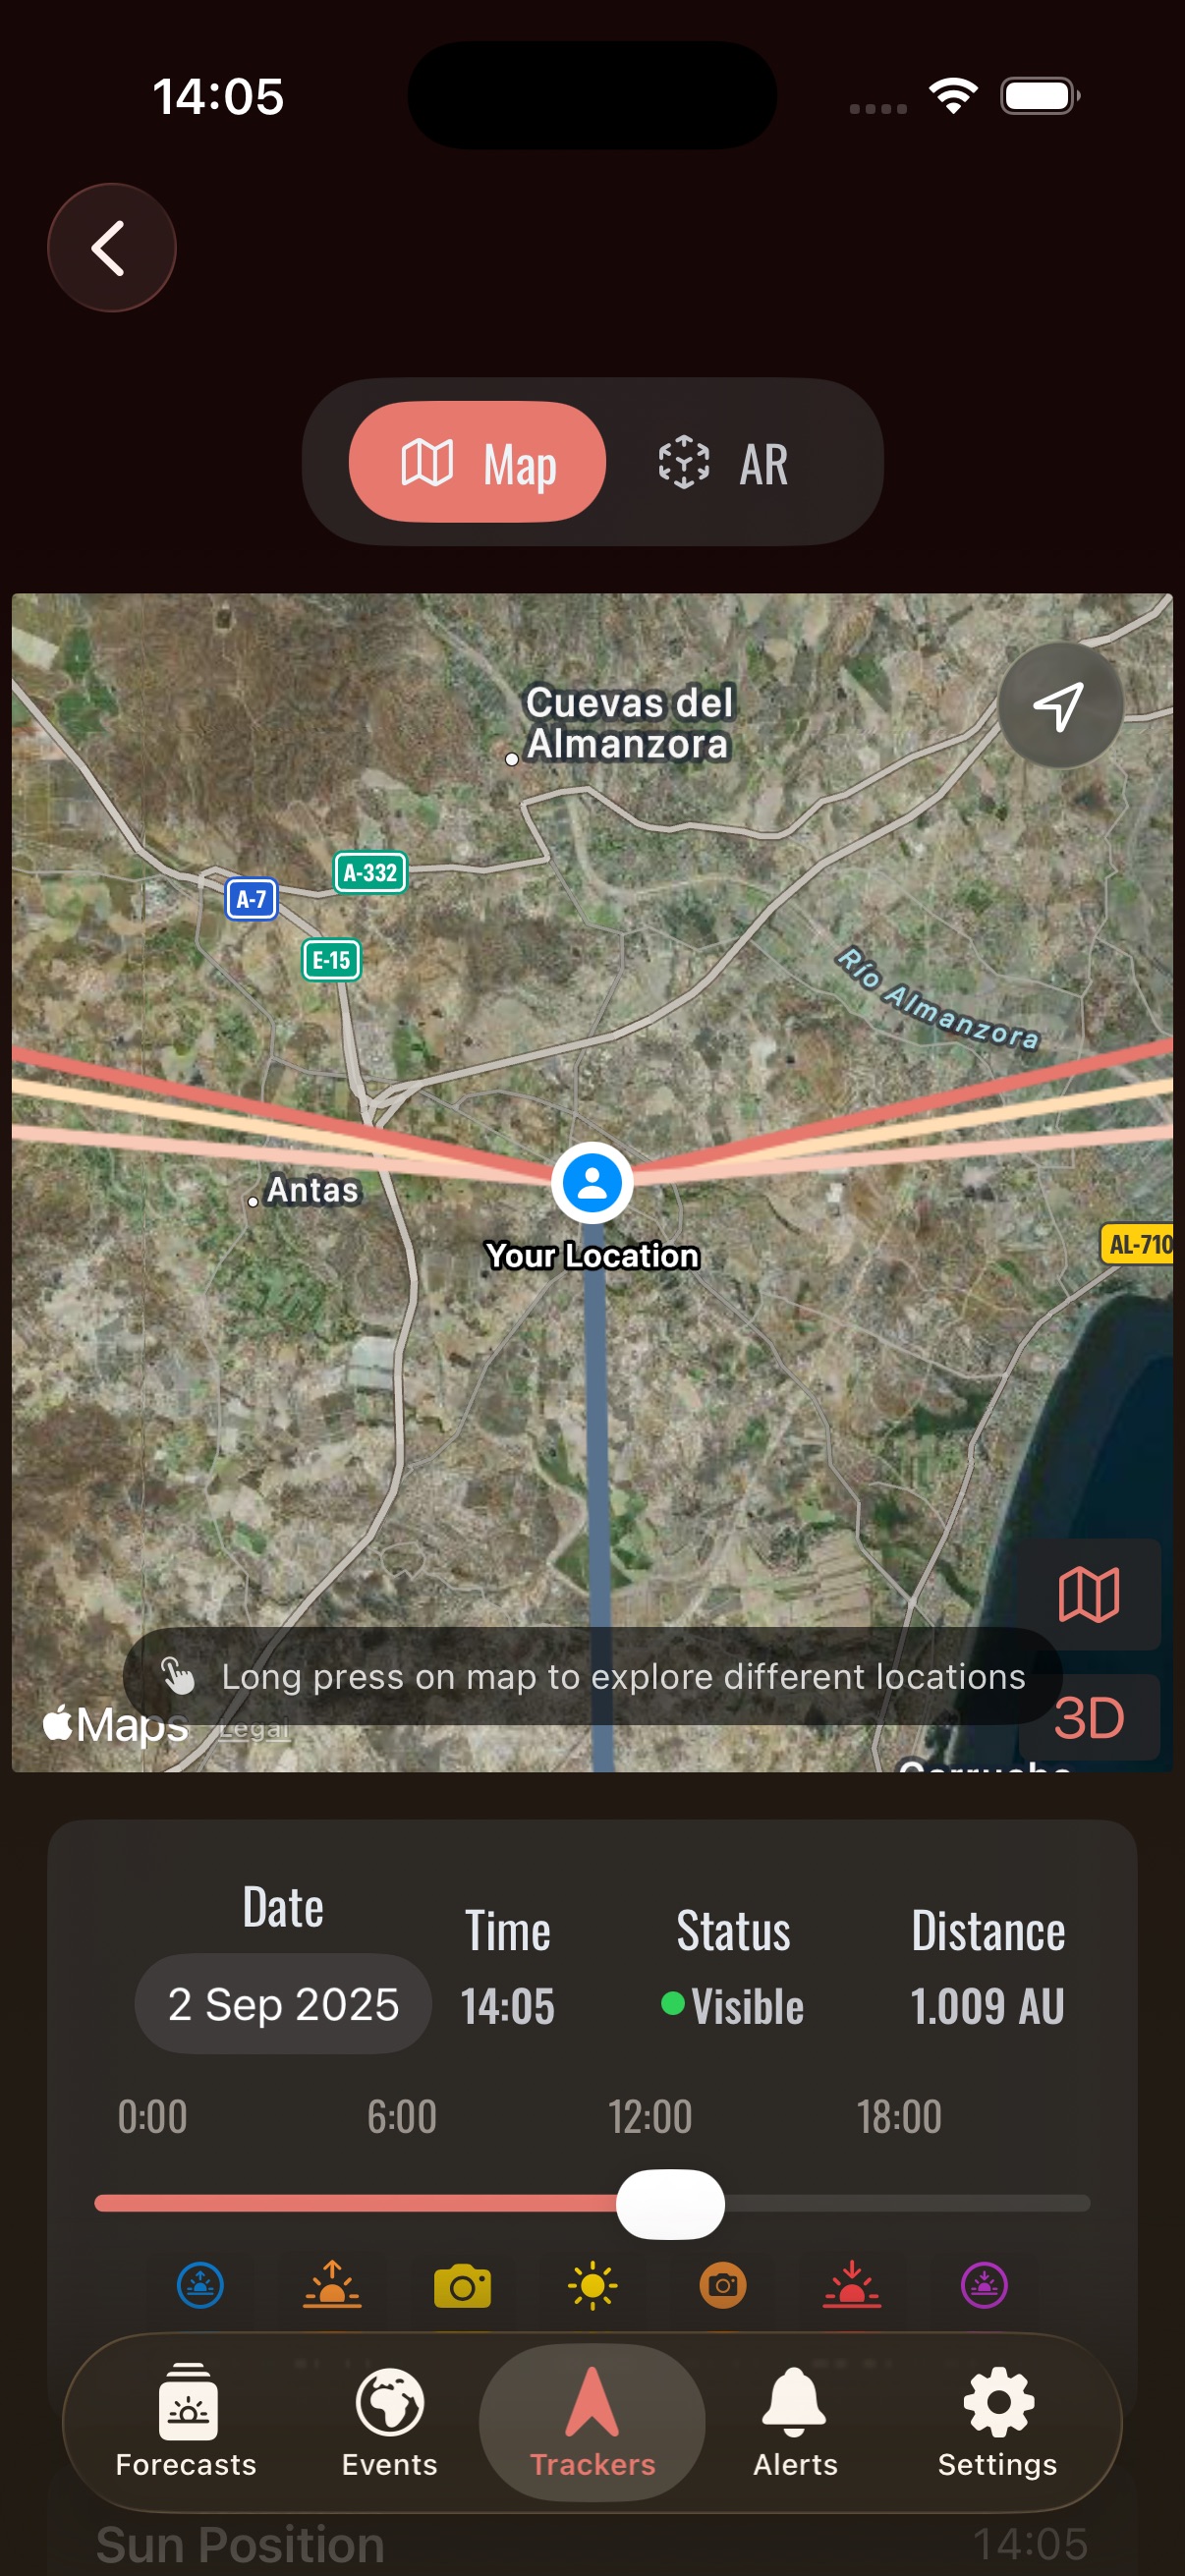 14:05
Map
AR
Cuevas del
Almanzora
A-332
A-7
E-15
Río Almanzora
Antas
Your Location
AL-710
Long press on map to explore different locations
Maps
Legal
3D
Date
Time
Status
Distance
2 Sep 2025
14:05
Visible
1.009 AU
0:00
6:00
12:00
18:00
Forecasts
Events
Trackers
Alerts
Settings
Sun Position
14:05